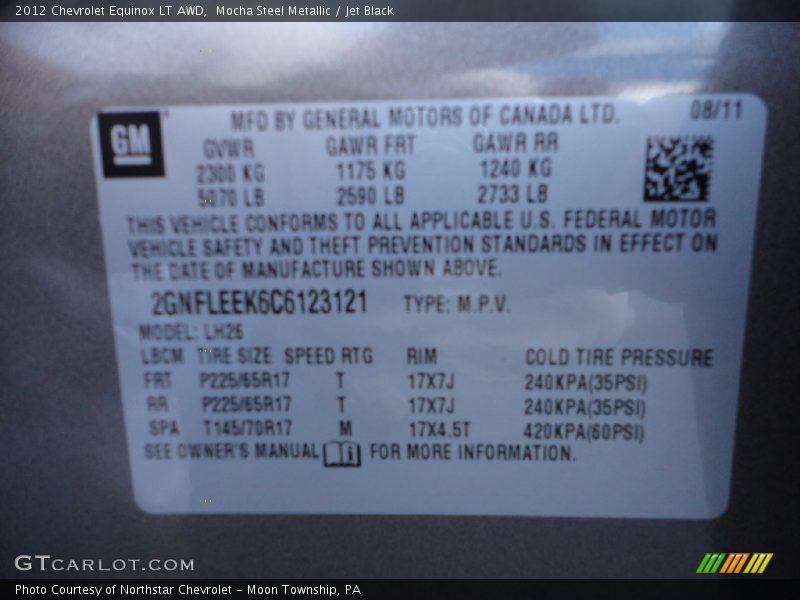 2012 Chevrolet Equinox LT AWD,  Mocha Steel Metallic / Jet Black
GM
MFD BY GENERAL MOTORS OF CANADA LTD. 08/11
GVWR GAWR FRT GAWR RR
2300 KG 1175 KG 1240 KG
5070 LB 2590 LB 2733 LB
THIS VEHICLE CONFORMS TO ALL APPLICABLE U.S. FEDERAL MOTOR
VEHICLE SAFETY AND THEFT PREVENTION STANDARDS IN EFFECT ON
THE DATE OF MANUFACTURE SHOWN ABOVE.
2GNFLEEK6C6123121 TYPE: M.P.V.
MODEL: LH26
LBCM TIRE SIZE SPEED RTG RIM COLD TIRE PRESSURE
FRT P225/65R17 T 17X7J 240KPA(35PSI)
RR P225/65R17 T 17X7J 240KPA(35PSI)
SPA T145/70R17 M 17X4.5T 420KPA(60PSI)
SEE OWNER'S MANUAL i FOR MORE INFORMATION.
GTCARLOT.COM
Photo Courtesy of Northstar Chevrolet - Moon Township, PA